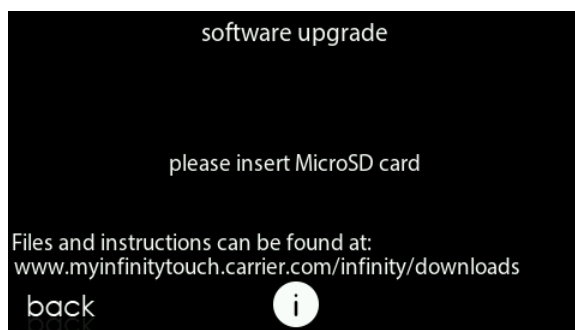 software upgrade
please insert MicroSD card
Files and instructions can be found at:
www.myinfinitytouch.carrier.com/infinity/downloads
back
i